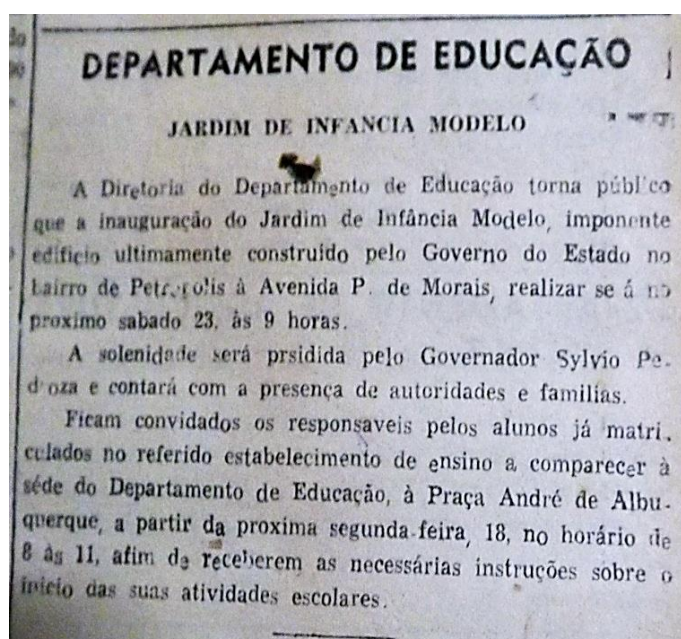 DEPARTAMENTO DE EDUCAÇÃO
JARDIM DE INFANCIA MODELO
A Diretoria do Departamento de Educação torna público
que a inauguração do Jardim de Infância Modelo, imponente
edificio ultimamente construido pelo Governo do Estado no
bairro de Petropolis à Avenida P. de Morais, realizar se á no
proximo sabado 23, às 9 horas.
A solenidade será prsidida pelo Governador Sylvio Pe-
d'oza e contará com a presença de autoridades e familias.
Ficam convidados os responsaveis pelos alunos já matri.
culados no referido estabelecimento de ensino a comparecer à
séde do Departamento de Educação, à Praça André de Albu-
querque, a partir da proxima segunda-feira, 18, no horário de
8 às 11, afim de receberem as necessárias instruções sobre o
inicio das suas atividades escolares.